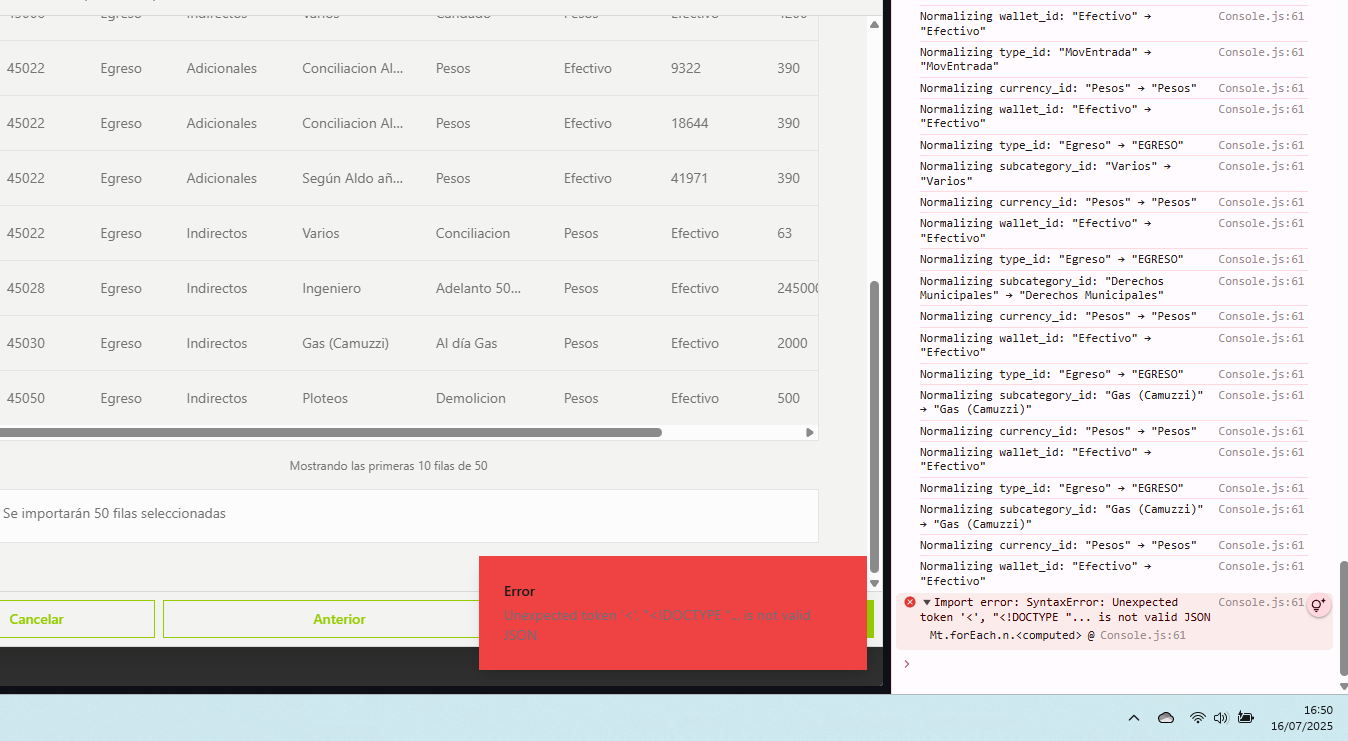 45022 Egreso Adicionales Conciliacion Al... Pesos Efectivo 9322 390
45022 Egreso Adicionales Conciliacion Al... Pesos Efectivo 18644 390
45022 Egreso Adicionales Según Aldo añ... Pesos Efectivo 41971 390
45022 Egreso Indirectos Varios Conciliacion Pesos Efectivo 63
45028 Egreso Indirectos Ingeniero Adelanto 50... Pesos Efectivo 245000
45030 Egreso Indirectos Gas (Camuzzi) Al día Gas Pesos Efectivo 2000
45050 Egreso Indirectos Ploteos Demolicion Pesos Efectivo 500
Mostrando las primeras 10 filas de 50
Se importarán 50 filas seleccionadas
Cancelar
Anterior
Error
Unexpected token '<', "<!DOCTYPE "... is not valid
JSON
Normalizing wallet_id: "Efectivo" → Console.js:61
"Efectivo"
Normalizing type_id: "MovEntrada" → Console.js:61
"MovEntrada"
Normalizing currency_id: "Pesos" → "Pesos" Console.js:61
Normalizing wallet_id: "Efectivo" → Console.js:61
"Efectivo"
Normalizing type_id: "Egreso" → "EGRESO" Console.js:61
Normalizing subcategory_id: "Varios" → Console.js:61
"Varios"
Normalizing currency_id: "Pesos" → "Pesos" Console.js:61
Normalizing wallet_id: "Efectivo" → Console.js:61
"Efectivo"
Normalizing type_id: "Egreso" → "EGRESO" Console.js:61
Normalizing subcategory_id: "Derechos Console.js:61
Municipales" → "Derechos Municipales"
Normalizing currency_id: "Pesos" → "Pesos" Console.js:61
Normalizing wallet_id: "Efectivo" → Console.js:61
"Efectivo"
Normalizing type_id: "Egreso" → "EGRESO" Console.js:61
Normalizing subcategory_id: "Gas (Camuzzi)" Console.js:61
→ "Gas (Camuzzi)"
Normalizing currency_id: "Pesos" → "Pesos" Console.js:61
Normalizing wallet_id: "Efectivo" → Console.js:61
"Efectivo"
Normalizing type_id: "Egreso" → "EGRESO" Console.js:61
Normalizing subcategory_id: "Gas (Camuzzi)" Console.js:61
→ "Gas (Camuzzi)"
Normalizing currency_id: "Pesos" → "Pesos" Console.js:61
Normalizing wallet_id: "Efectivo" → Console.js:61
"Efectivo"
Import error: SyntaxError: Unexpected Console.js:61
token '<', "<!DOCTYPE "... is not valid JSON
Mt.forEach.n.<computed> @ Console.js:61
16:50
16/07/2025